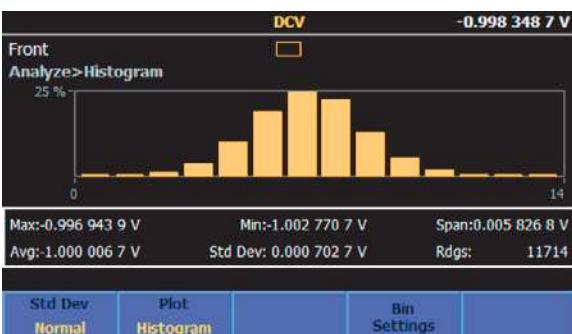 DCV -0.998 348 7 V
Front
Analyze>Histogram
25 %
0 14
Max:-0.996 943 9 V Min:-1.002 770 7 V Span:0.005 826 8 V
Avg:-1.000 006 7 V Std Dev: 0.000 702 7 V Rdgs: 11714
Std Dev Plot Bin
Normal Histogram Settings